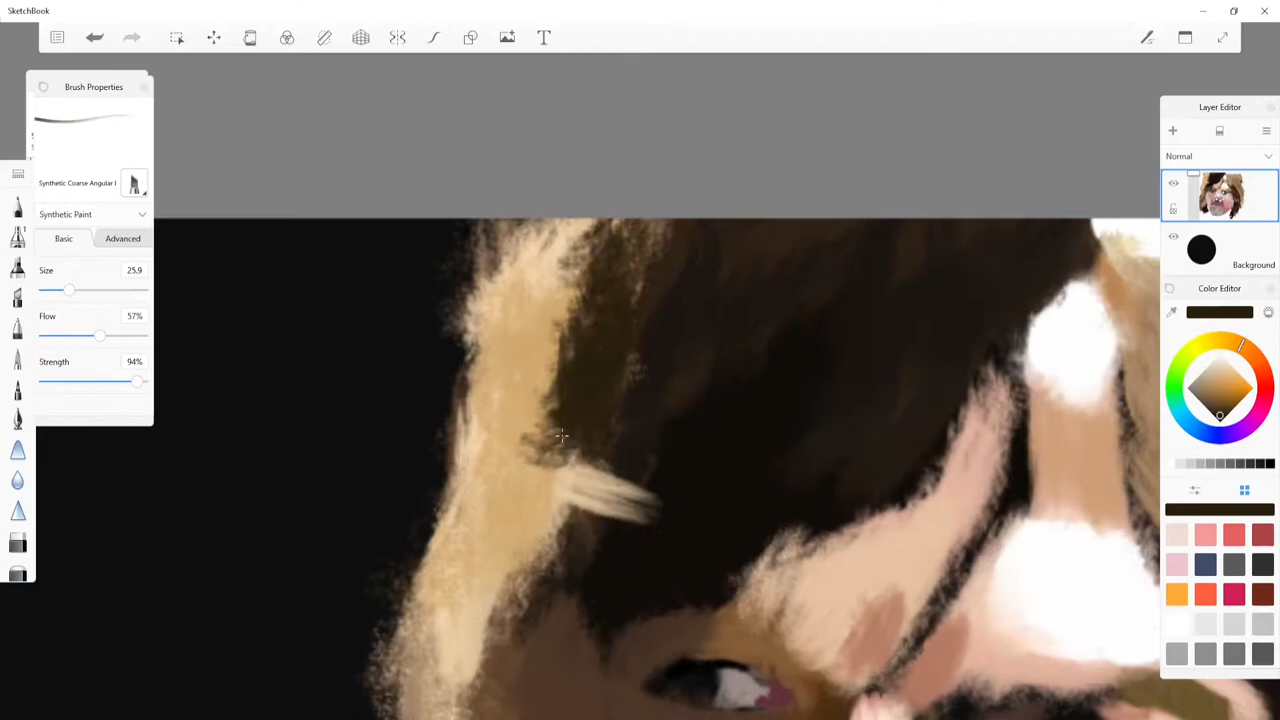 SketchBook
Brush Properties
Synthetic Coarse Angular
Synthetic Paint
Basic
Advanced
Size
25.9
Flow
57%
Strength
94%
Layer Editor
Normal
Background
Color Editor